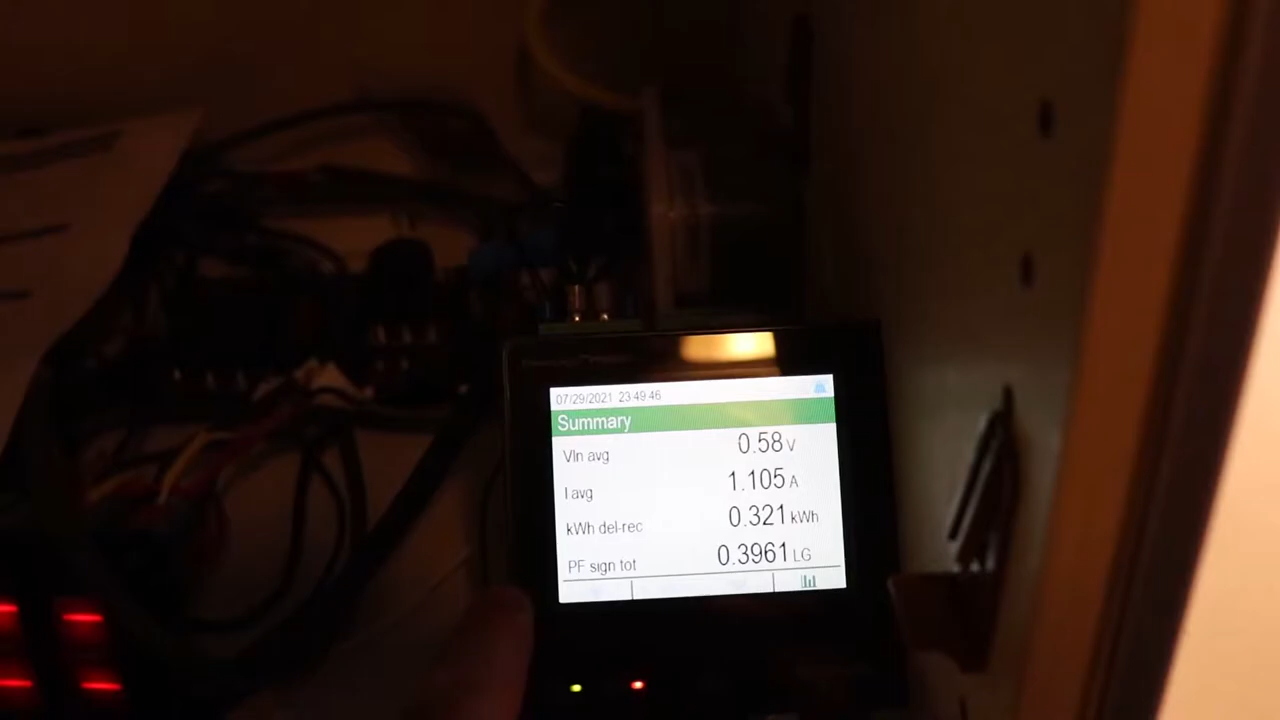 07/29/2021 23:49:46
Summary
Vln avg 0.58 V
I avg 1.105 A
kWh del-rec 0.321 kWh
PF sign tot 0.3961 LG